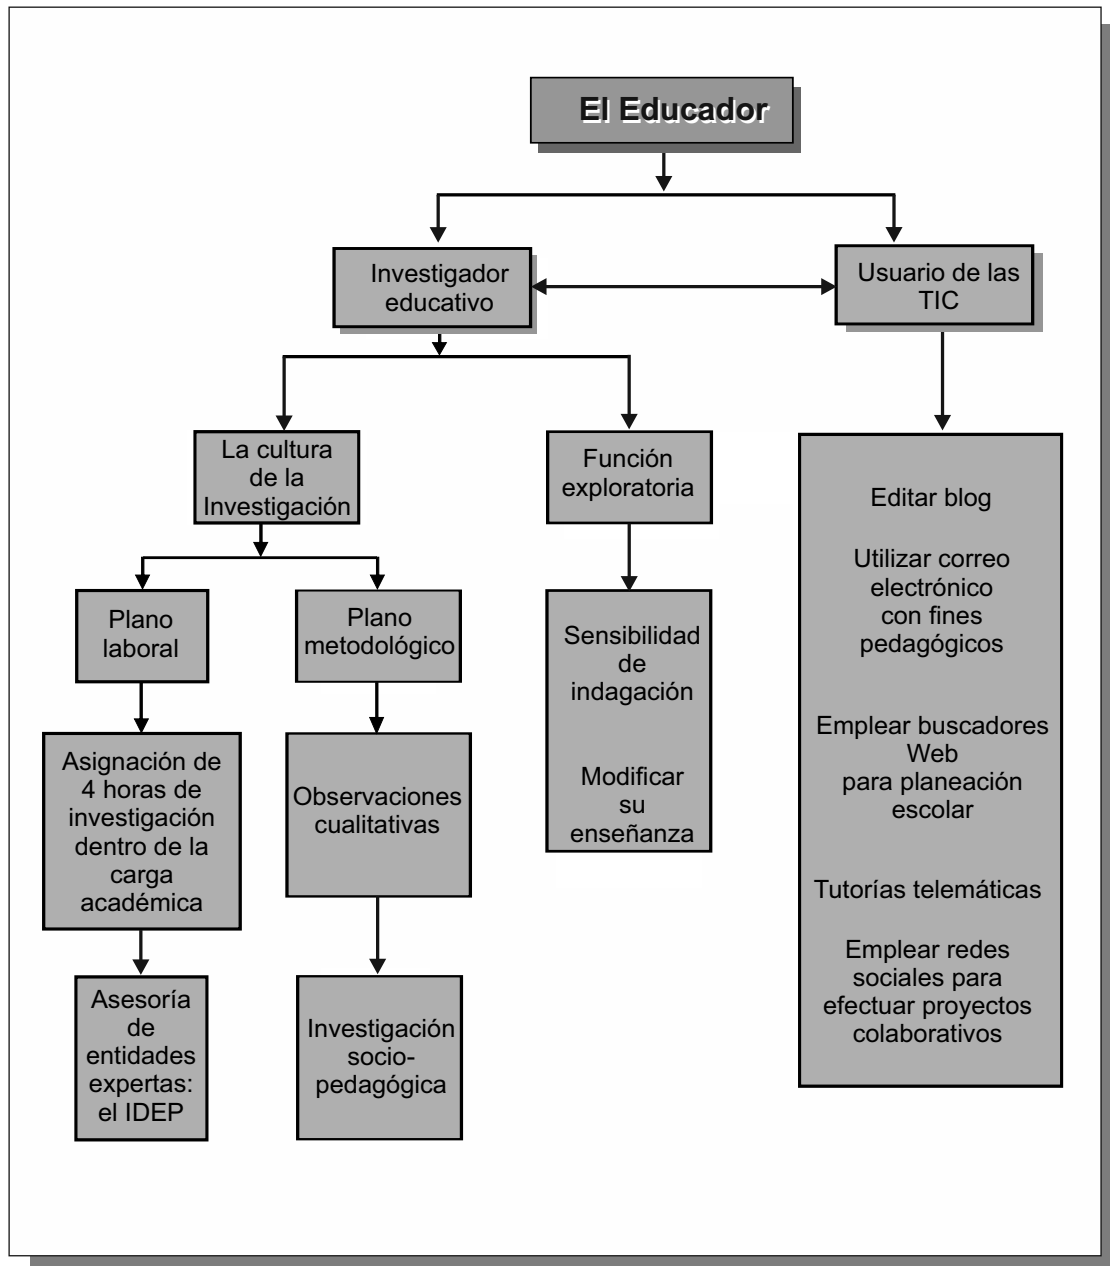 El Educador
Investigador
educativo
Usuario de las
TIC
La cultura
de la
Investigación
Función
exploratoria
Plano
laboral
Plano
metodológico
Asignación de
4 horas de
investigación
dentro de la
carga
académica
Observaciones
cualitativas
Sensibilidad
de
indagación
Modificar
su
enseñanza
Editar blog
Utilizar correo
electrónico
con fines
pedagógicos
Emplear buscadores
Web
para planeación
escolar
Tutorías telemáticas
Emplear redes
sociales para
efectuar proyectos
colaborativos
Asesoría
de
entidades
expertas:
el IDEP
Investigación
socio-
pedagógica